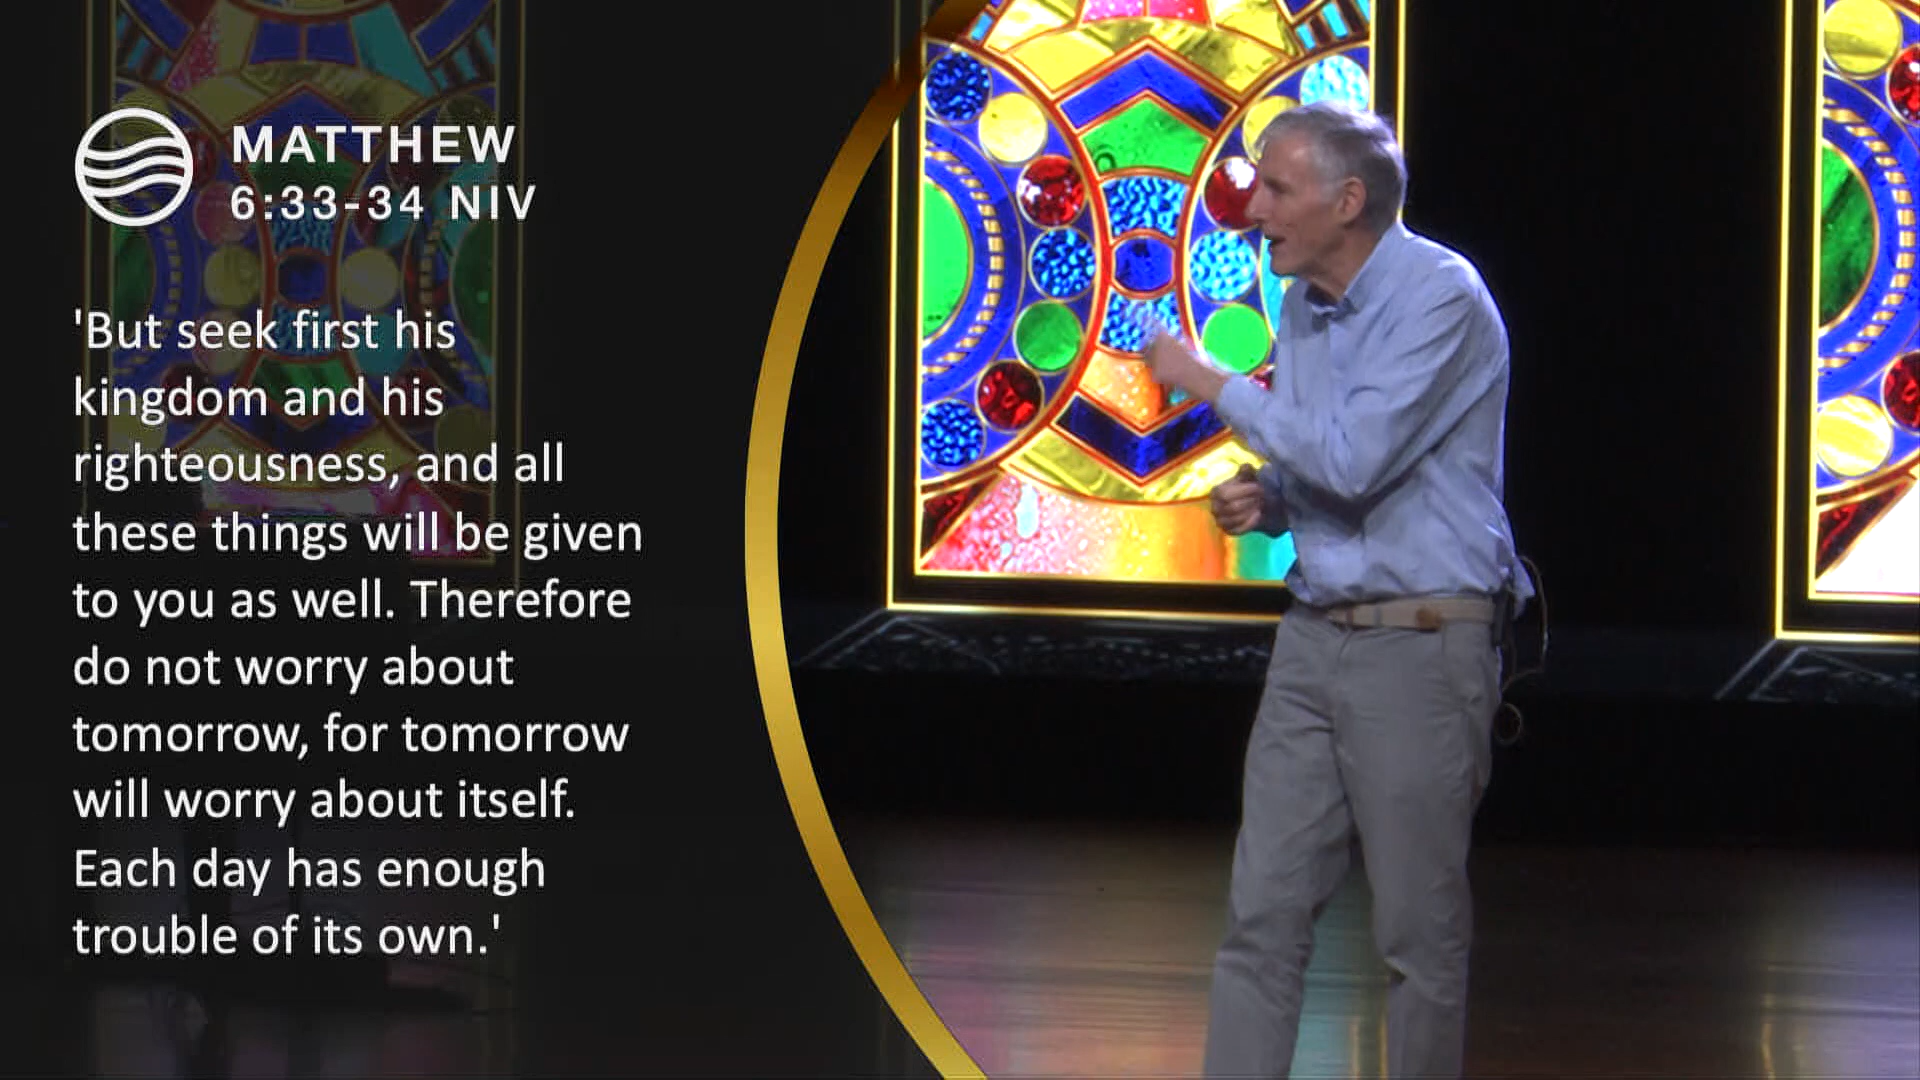 MATTHEW
6:33-34 NIV
'But seek first his
kingdom and his
righteousness, and all
these things will be given
to you as well. Therefore
do not worry about
tomorrow, for tomorrow
will worry about itself.
Each day has enough
trouble of its own.'